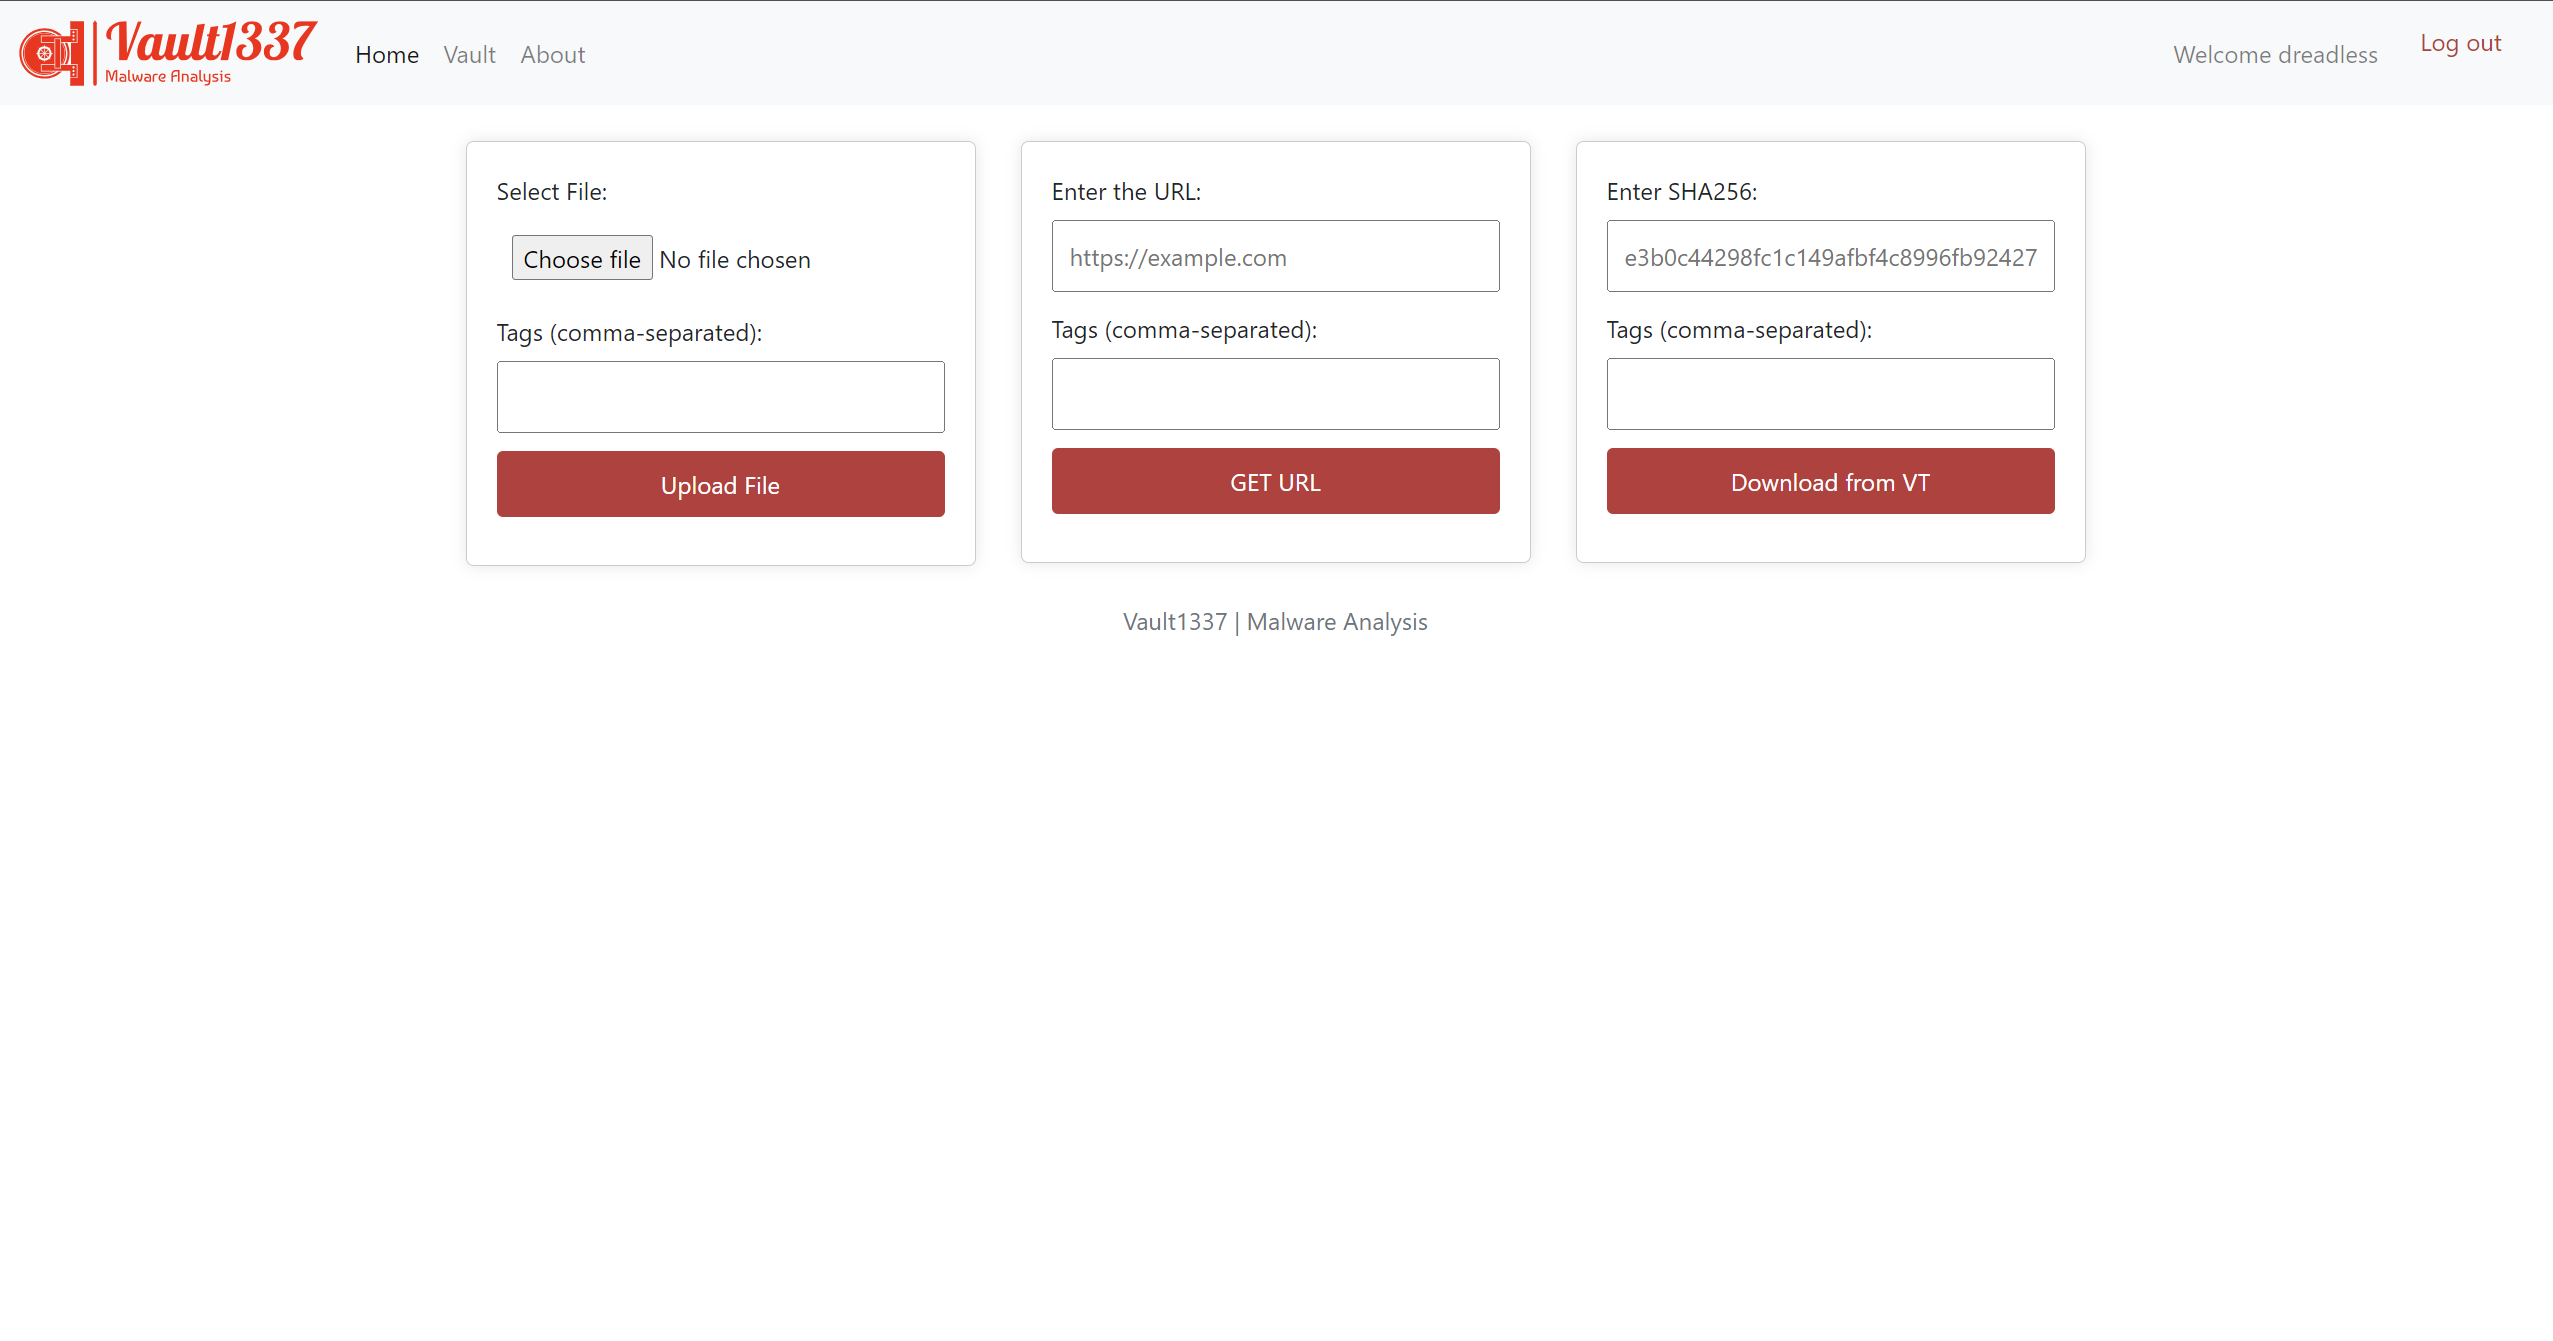 Vault1337
Malware Analysis
Home Vault About
Welcome dreadless
Log out
Select File:
Choose file No file chosen
Tags (comma-separated):
Upload File
Enter the URL:
https://example.com
Tags (comma-separated):
GET URL
Enter SHA256:
e3b0c44298fc1c149afbf4c8996fb92427
Tags (comma-separated):
Download from VT
Vault1337 | Malware Analysis